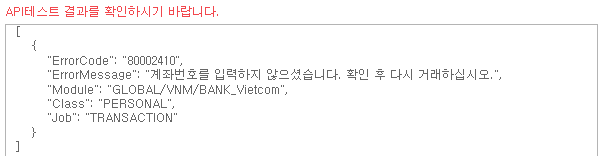 API테스트 결과를 확인하시기 바랍니다.
[
{
"ErrorCode": "80002410",
"ErrorMessage": "계좌번호를 입력하지 않으셨습니다. 확인 후 다시 거래하십시오.",
"Module": "GLOBAL/VNM/BANK_Vietcom",
"Class": "PERSONAL",
"Job": "TRANSACTION"
}
]